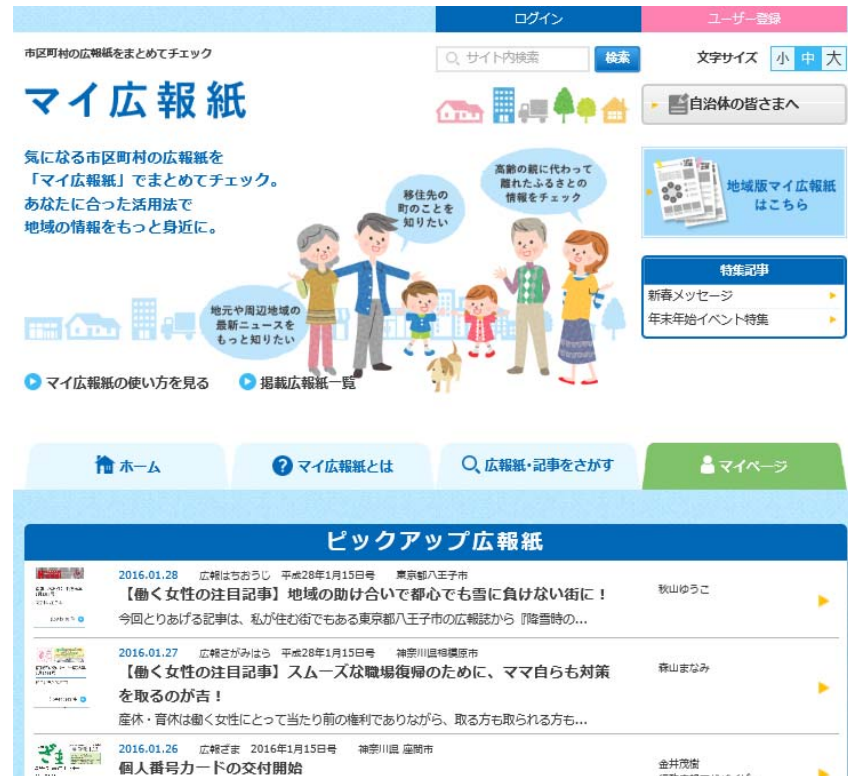 ログイン
ユーザー登録
市区町村の広報紙をまとめてチェック
サイト内検索
検索
文字サイズ 小 中 大
マイ広報紙
自治体の皆さまへ
気になる市区町村の広報紙を
「マイ広報紙」でまとめてチェック。
あなたに合った活用法で
地域の情報をもっと身近に。
移住先の
町のことを
知りたい
高齢の親に代わって
離れたふるさとの
情報をチェック
地元や周辺地域の
最新ニュースを
もっと知りたい
地域版マイ広報紙
はこちら
特集記事
新春メッセージ
年末年始イベント特集
マイ広報紙の使い方を見る
掲載広報紙一覧
ホーム
マイ広報紙とは
広報紙・記事をさがす
マイページ
ピックアップ広報紙
2016.01.28 広報はちおうじ 平成28年1月15日号 東京都八王子市
【働く女性の注目記事】地域の助け合いで都心でも雪に負けない街に！
秋山ゆうこ
今回とりあげる記事は、私が住む街でもある東京都八王子市の広報誌から『降雪時の...
2016.01.27 広報さがみはら 平成28年1月15日号 神奈川県相模原市
【働く女性の注目記事】スムーズな職場復帰のために、ママ自らも対策
を取るのが吉！
森山まなみ
産休・育休は働く女性にとって当たり前の権利でありながら、取る方も取られる方も...
ざま
2016.01.26 広報ざま 2016年1月15日号 神奈川県 座間市
個人番号カードの交付開始
金井茂樹